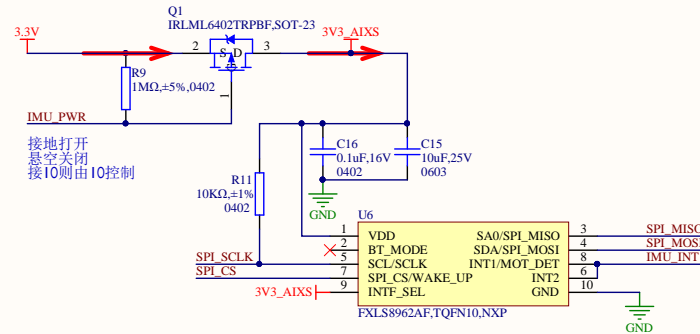 Q1
IRLML6402TRPBF,SOT-23
3.3V
3V3_AIXS
2
S
D
3
R9
1MΩ,±5%,0402
1
IMU_PWR
接地打开
悬空关闭
接IO则由IO控制
C16
0.1uF,16V
0402
C15
10uF,25V
0603
R11
10KΩ,±1%
0402
GND
U6
1
VDD
SA0/SPI_MISO
3
SPI_MISO
2
BT_MODE
SDA/SPI_MOSI
4
SPI_MOSI
SPI_SCLK
5
SCL/SCLK
INT1/MOT_DET
8
IMU_INT
SPI_CS
7
SPI_CS/WAKE_UP
INT2
6
3V3_AIXS
9
INTF_SEL
GND
10
FXLS8962AF,TQFN10,NXP
GND